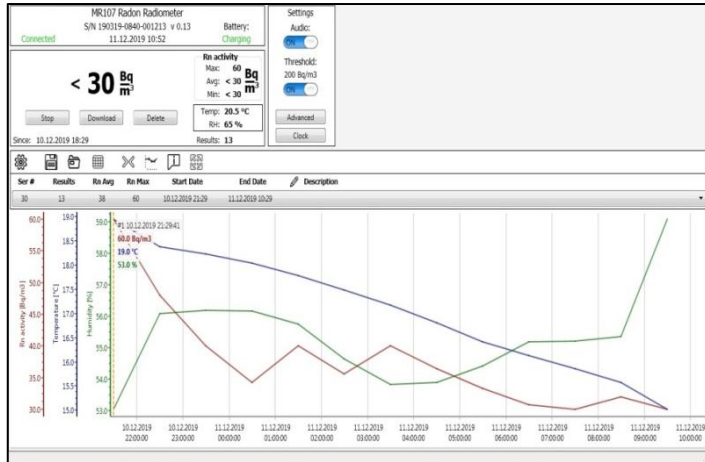 MR107 Radon Radiometer
S/N 190319-0840-001213 v 0.13
Battery:
Connected
11.12.2019 10:52
Charging
Settings
Audio:
ON
Threshold:
200 Bq/m3
ON
Advanced
Clock
< 30 Bq/m³
Rn activity
Max: 60
Avg: < 30
Min: < 30
Bq/m³
Temp: 20.5 °C
RH: 65 %
Stop
Download
Delete
Since: 10.12.2019 18:29
Results: 13
Ser # Results Rn Avg Rn Max Start Date End Date Description
30 13 38 60 10.12.2019 21:29 11.12.2019 10:29
#1 10.12.2019 21:29:41
60.0 Bq/m3
19.0 °C
53.0 %
Rn activity [Bq/m3]
60.0
55.0
50.0
45.0
40.0
35.0
30.0
Temperature [°C]
19.0
18.5
18.0
17.5
17.0
16.5
16.0
15.5
15.0
Humidity [%]
59.0
58.0
57.0
56.0
55.0
54.0
53.0
10.12.2019 10.12.2019 11.12.2019 11.12.2019 11.12.2019 11.12.2019 11.12.2019 11.12.2019 11.12.2019 11.12.2019 11.12.2019 11.12.2019 11.12.2019
22:00:00 23:00:00 00:00:00 01:00:00 02:00:00 03:00:00 04:00:00 05:00:00 06:00:00 07:00:00 08:00:00 09:00:00 10:00:00